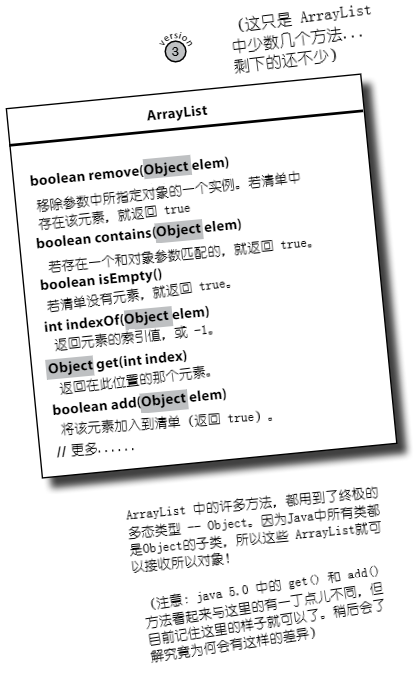 version
3
（这只是 ArrayList
中少数几个方法...
剩下的还不少）
ArrayList
boolean remove(Object elem)
移除参数中所指定对象的一个实例。若清单中
存在该元素，就返回 true
boolean contains(Object elem)
若存在一个和对象参数匹配的，就返回 true。
boolean isEmpty()
若清单没有元素，就返回 true。
int indexOf(Object elem)
返回元素的索引值，或 -1。
Object get(int index)
返回在此位置的那个元素。
boolean add(Object elem)
将该元素加入到清单（返回 true）。
// 更多......
ArrayList 中的许多方法，都用到了终极的
多态类型 -- Object。因为Java中所有类都
是Object的子类，所以这些 ArrayList就可
以接收所以对象！
（注意：java 5.0 中的 get() 和 add()
方法看起来与这里的有一丁点儿不同，但
目前记住这里的样子就可以了。稍后会了
解究竟为何会有这样的差异）